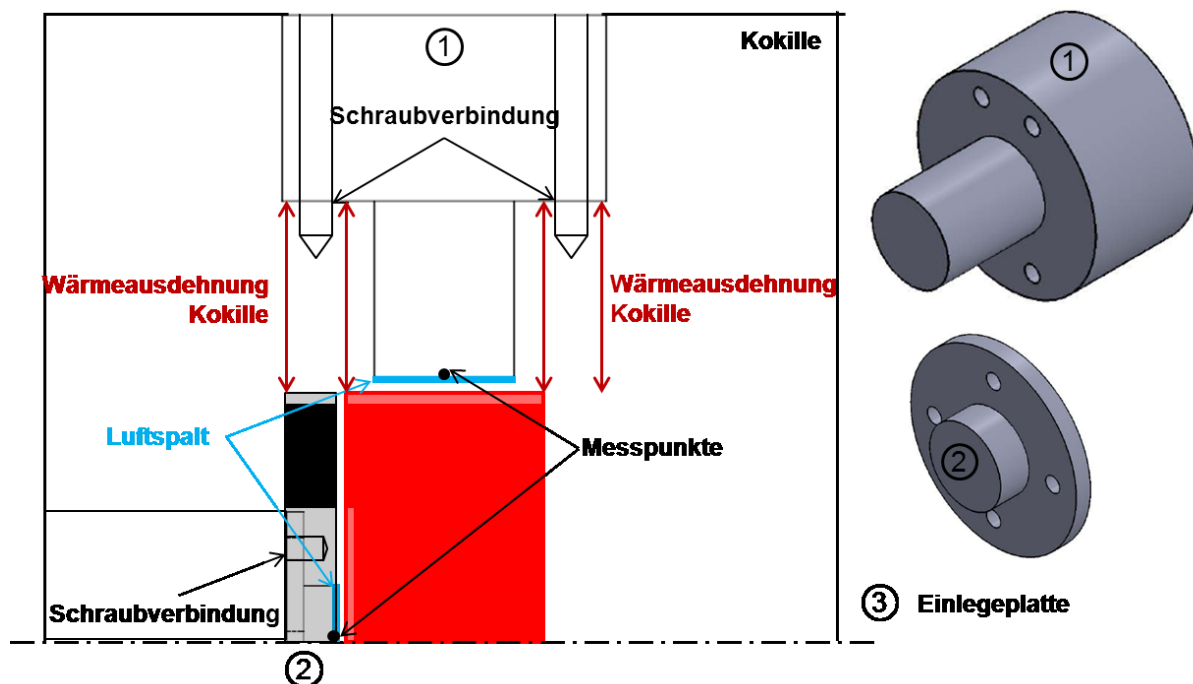 1
Kokille
Schraubverbindung
Wärmeausdehnung
Kokille
Wärmeausdehnung
Kokille
Luftspalt
Messpunkte
Schraubverbindung
2
1
2
3 Einlegeplatte